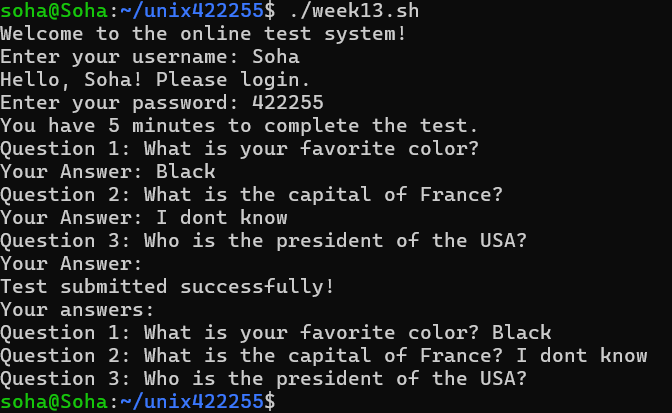 soha@Soha:~/unix422255$ ./week13.sh
Welcome to the online test system!
Enter your username: Soha
Hello, Soha! Please login.
Enter your password: 422255
You have 5 minutes to complete the test.
Question 1: What is your favorite color?
Your Answer: Black
Question 2: What is the capital of France?
Your Answer: I dont know
Question 3: Who is the president of the USA?
Your Answer:
Test submitted successfully!
Your answers:
Question 1: What is your favorite color? Black
Question 2: What is the capital of France? I dont know
Question 3: Who is the president of the USA?
soha@Soha:~/unix422255$